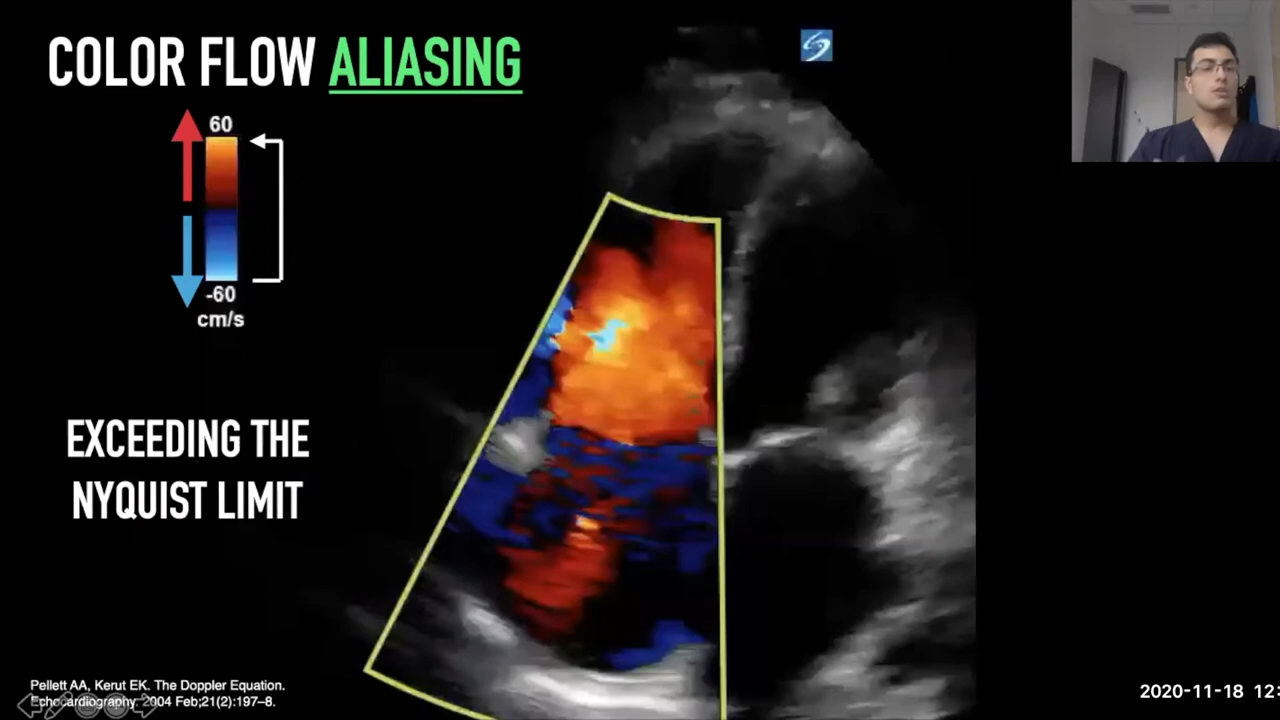 COLOR FLOW ALIASING
60
-60
cm/s
EXCEEDING THE
NYQUIST LIMIT
Pellett AA, Kerut EK. The Doppler Equation.
Echocardiography. 2004 Feb;21(2):197–8.
2020-11-18 12: